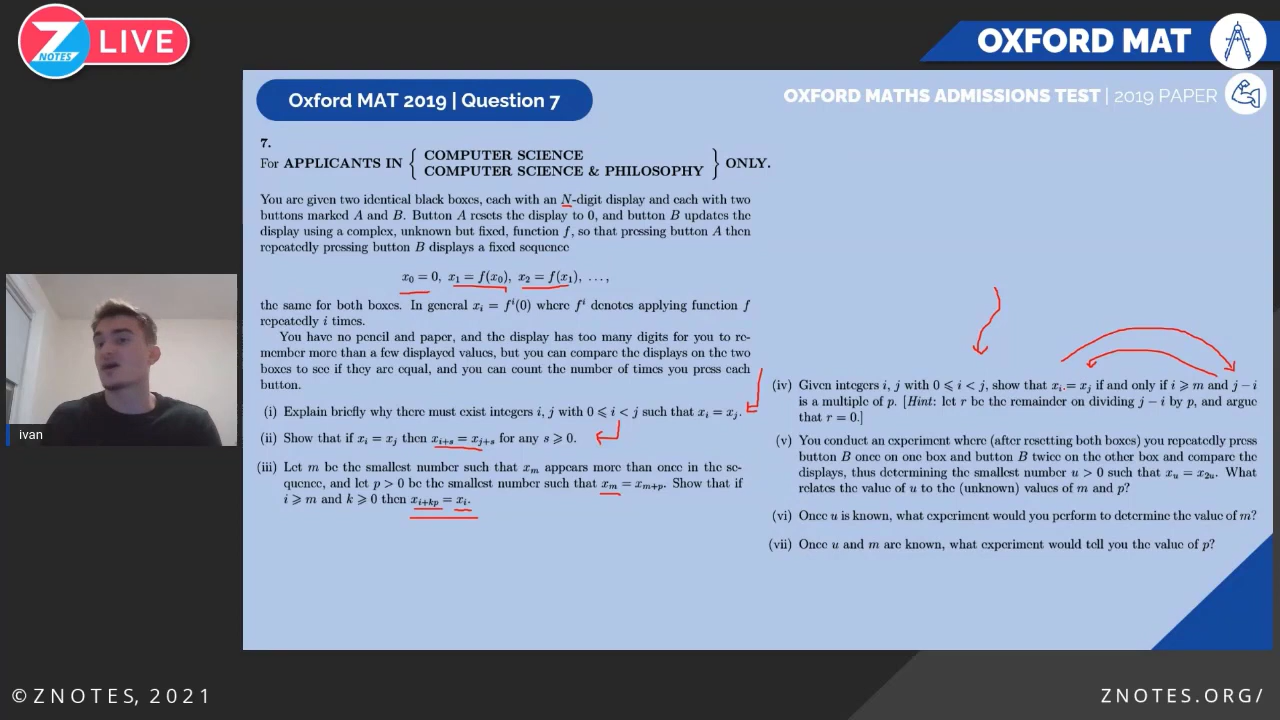 Z NOTES LIVE
OXFORD MAT
Oxford MAT 2019 | Question 7
OXFORD MATHS ADMISSIONS TEST | 2019 PAPER
7.
For APPLICANTS IN { COMPUTER SCIENCE
COMPUTER SCIENCE & PHILOSOPHY } ONLY.
You are given two identical black boxes, each with an N-digit display and each with two
buttons marked A and B. Button A resets the display to 0, and button B updates the
display using a complex, unknown but fixed, function f, so that pressing button A then
repeatedly pressing button B displays a fixed sequence
x₀ = 0, x₁ = f(x₀), x₂ = f(x₁), …,
the same for both boxes. In general xᵢ = fⁱ(0) where fⁱ denotes applying function f
repeatedly i times.
You have no pencil and paper, and the display has too many digits for you to re-
member more than a few displayed values, but you can compare the displays on the two
boxes to see if they are equal, and you can count the number of times you press each
button.
(i) Explain briefly why there must exist integers i, j with 0 ⩽ i < j such that xᵢ = xⱼ.
(ii) Show that if xᵢ = xⱼ then xᵢ₊ₛ = xⱼ₊ₛ for any s ⩾ 0.
(iii) Let m be the smallest number such that xₘ appears more than once in the se-
quence, and let p > 0 be the smallest number such that xₘ = xₘ₊ₚ. Show that if
i ⩾ m and k ⩾ 0 then xᵢ₊ₖₚ = xᵢ.
(iv) Given integers i, j with 0 ⩽ i < j, show that xᵢ = xⱼ if and only if i ⩾ m and j − i
is a multiple of p. [Hint: let r be the remainder on dividing j − i by p, and argue
that r = 0.]
(v) You conduct an experiment where (after resetting both boxes) you repeatedly press
button B once on one box and button B twice on the other box and compare the
displays, thus determining the smallest number u > 0 such that xᵤ = x₂ᵤ. What
relates the value of u to the (unknown) values of m and p?
(vi) Once u is known, what experiment would you perform to determine the value of m?
(vii) Once u and m are known, what experiment would tell you the value of p?
ivan
© ZNOTES, 2021
ZNOTES.ORG/